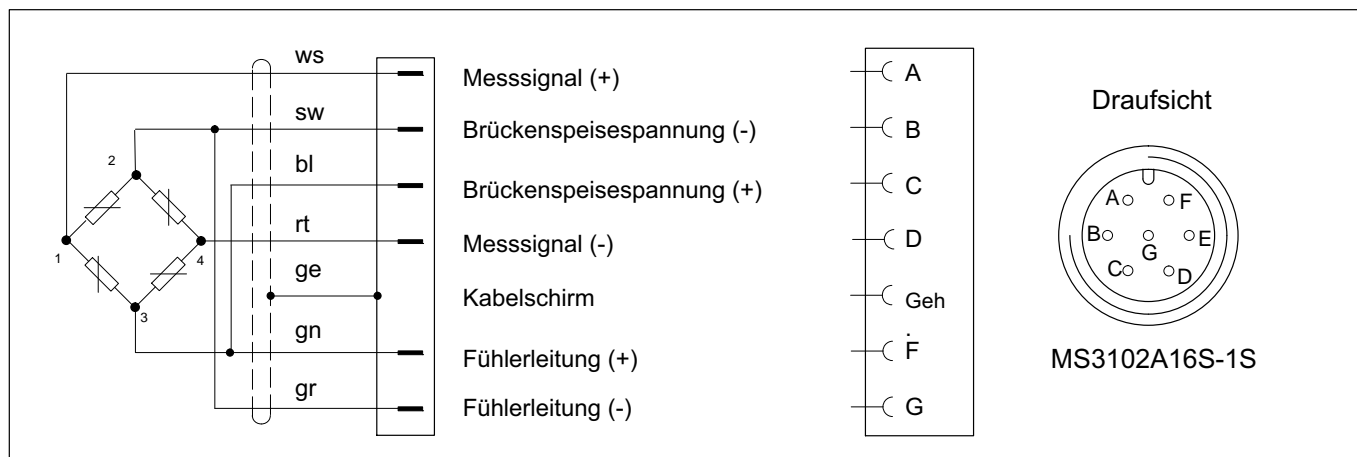 ws
Messsignal (+)
A
sw
Brückenspeisespannung (-)
B
bl
Brückenspeisespannung (+)
C
rt
Messsignal (-)
D
ge
Kabelschirm
Geh.
gn
Fühlerleitung (+)
F
gr
Fühlerleitung (-)
G
2
1
4
3
Draufsicht
A
F
B
G
E
C
D
MS3102A16S-1S